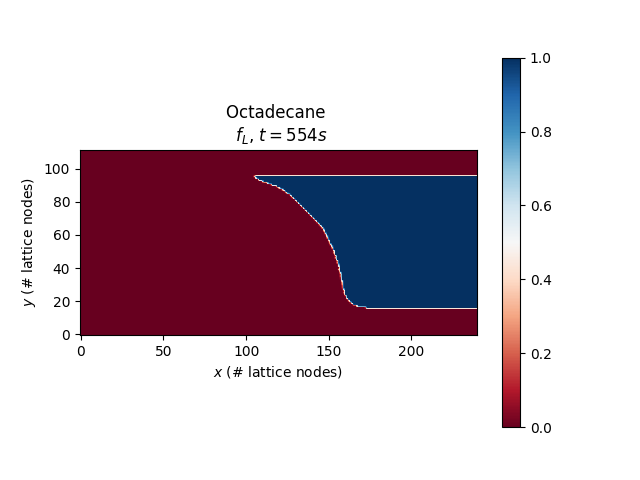 Octadecane
f_L, t = 554s
1.0
0.8
0.6
0.4
0.2
0.0
100
80
60
40
20
0
y (# lattice nodes)
0 50 100 150 200
x (# lattice nodes)